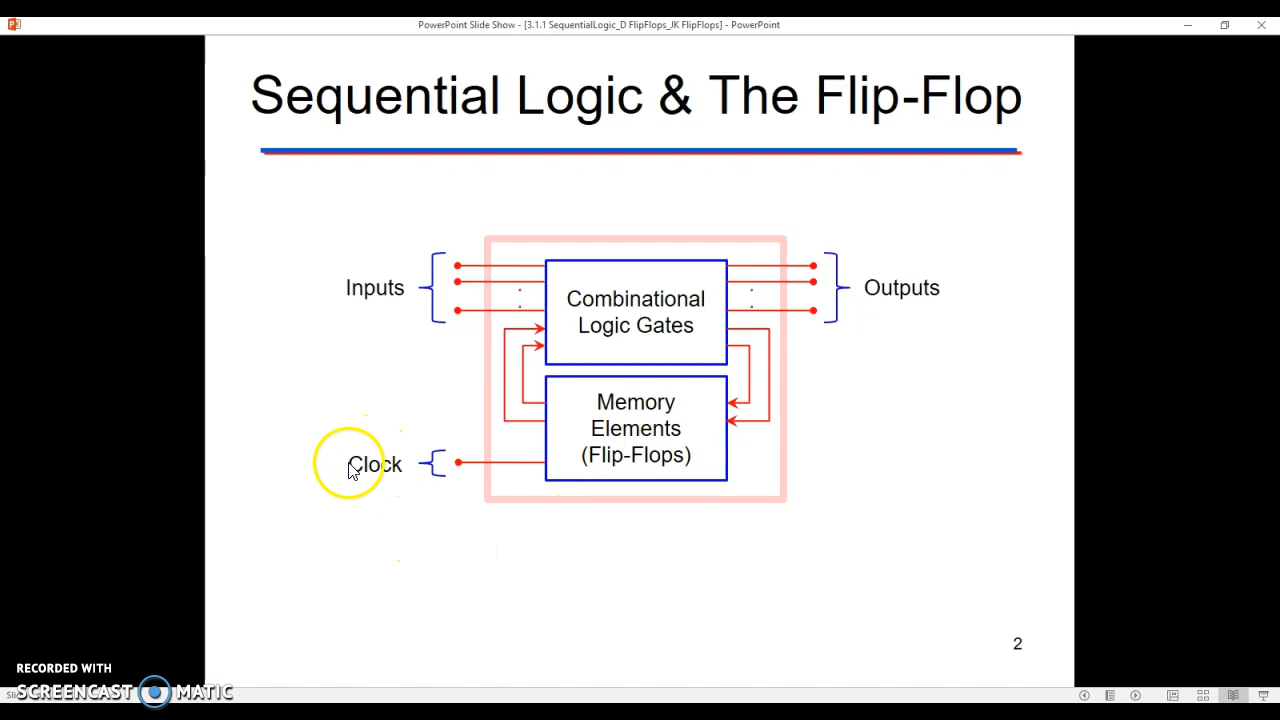 PowerPoint Slide Show - [3.1.1 SequentialLogic_D FlipFlops_JK FlipFlops] - PowerPoint
Sequential Logic & The Flip-Flop
Inputs
Combinational
Logic Gates
Outputs
Memory
Elements
(Flip-Flops)
Clock
2
RECORDED WITH
SCREENCAST MATIC